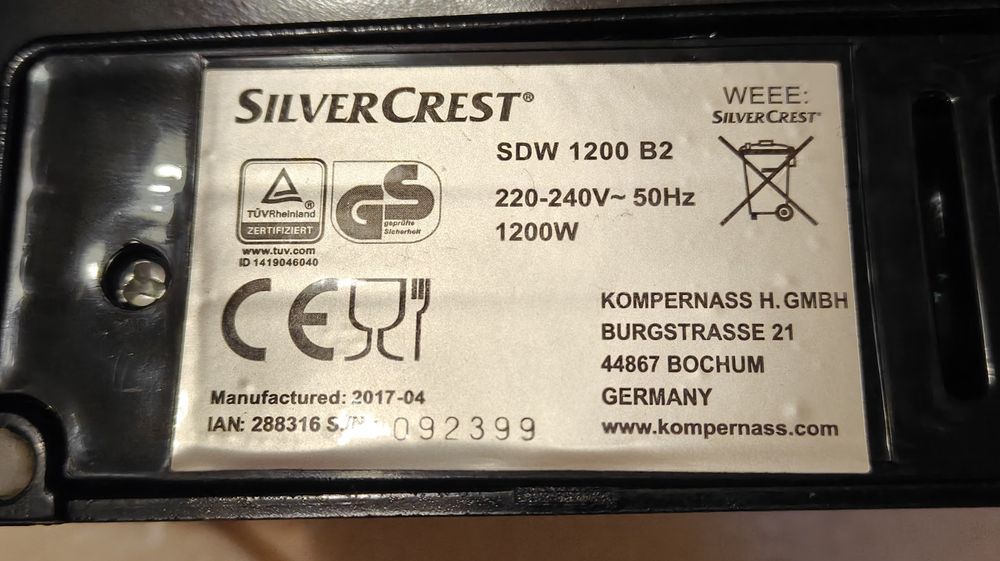 SILVERCREST®
WEEE:
SILVERCREST®
SDW 1200 B2
220-240V~ 50Hz
1200W
TÜVRheinland®
ZERTIFIZIERT
www.tuv.com
ID 1419046040
GS
geprüfte
Sicherheit
CE
KOMPERNASS H. GMBH
BURGSTRASSE 21
44867 BOCHUM
GERMANY
www.kompernass.com
Manufactured: 2017-04
IAN: 288316 S/N 092399